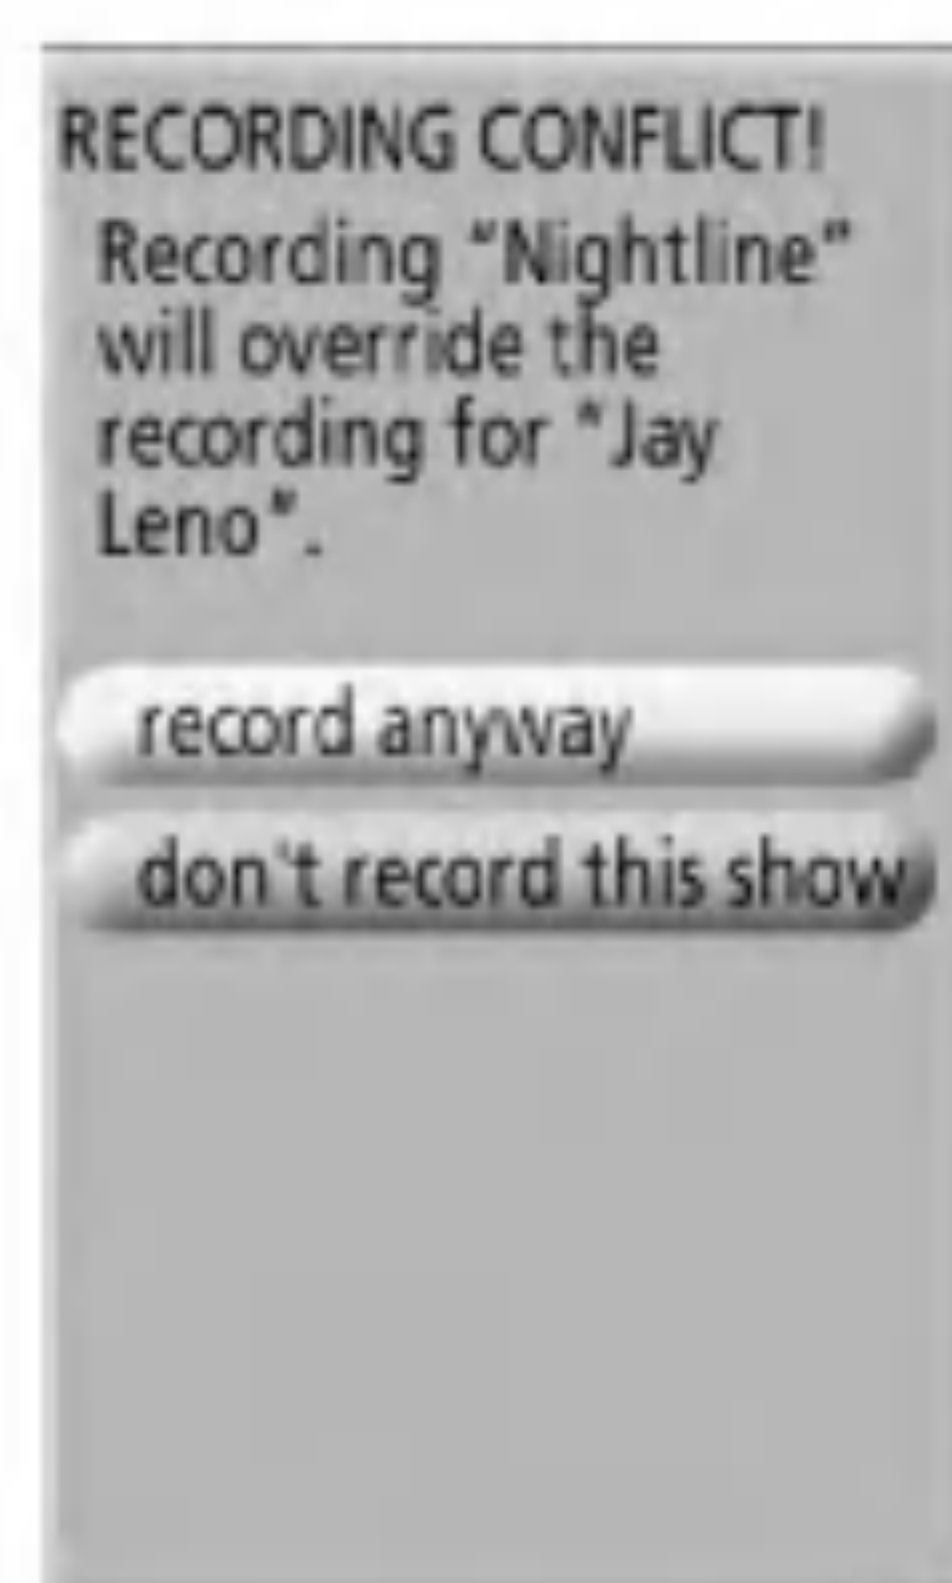 RECORDING CONFLICT!
Recording “Nightline”
will override the
recording for “Jay
Leno”.
record anyway
don't record this show